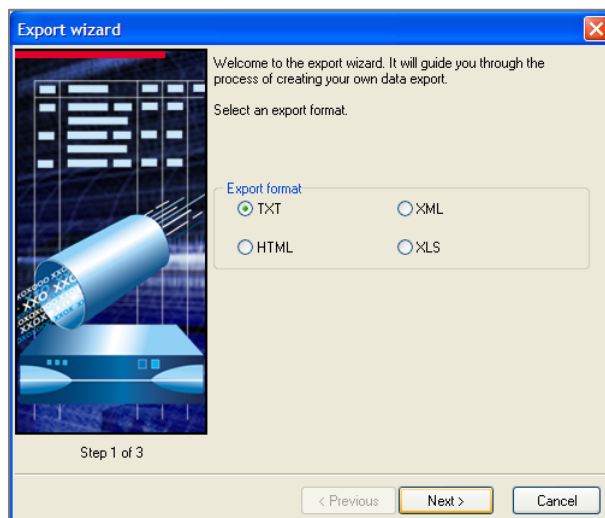 Export wizard
Welcome to the export wizard. It will guide you through the
process of creating your own data export.
Select an export format.
Export format
TXT
XML
HTML
XLS
Step 1 of 3
< Previous
Next >
Cancel